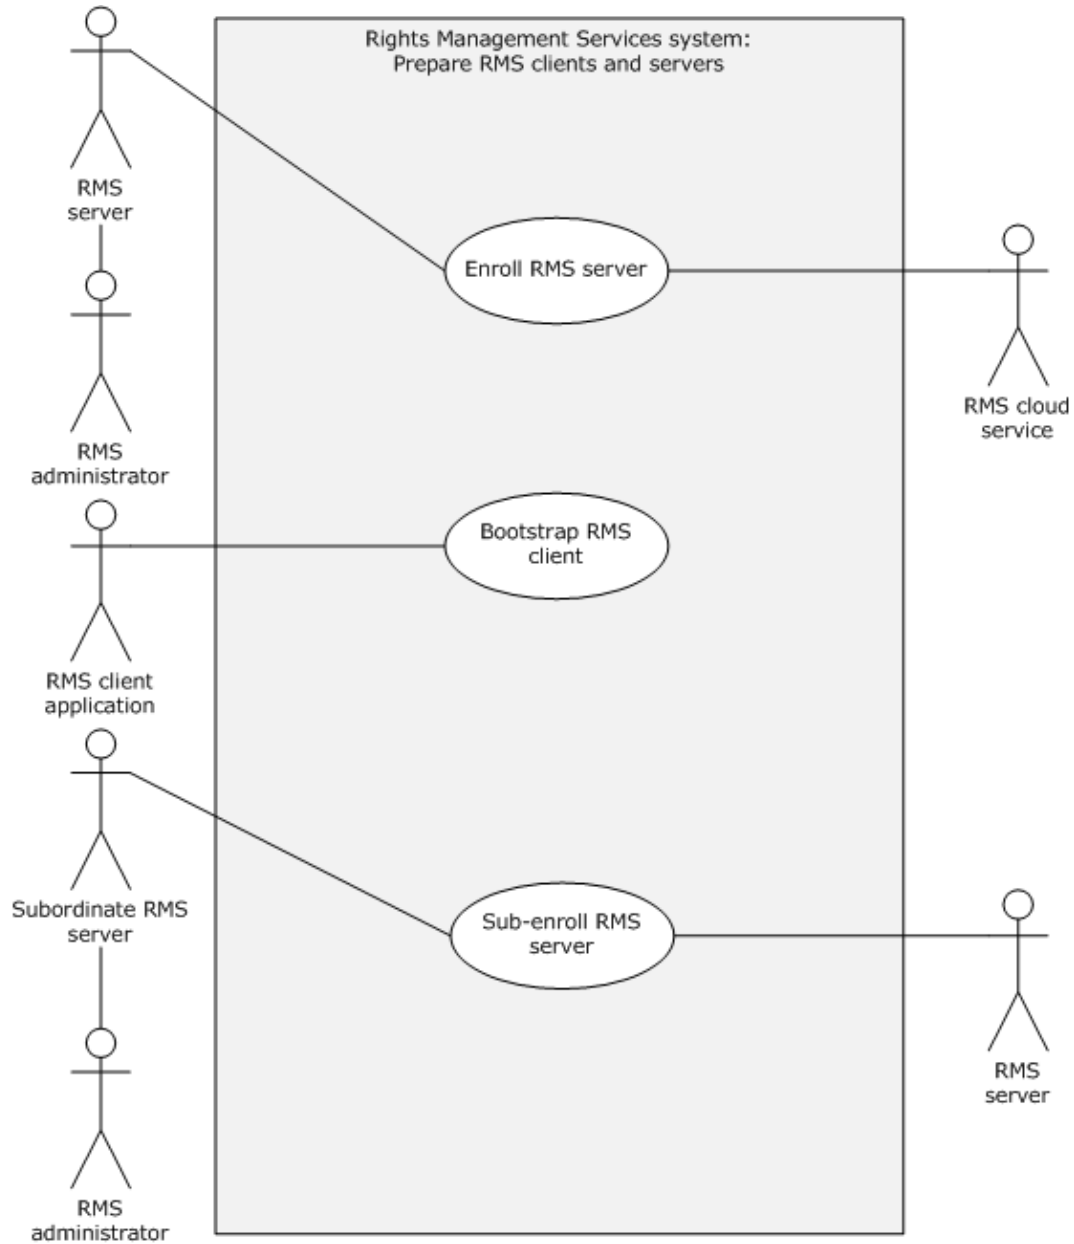 Rights Management Services system:
Prepare RMS clients and servers
RMS
server
Enroll RMS server
RMS cloud
service
RMS
administrator
Bootstrap RMS
client
RMS client
application
Subordinate RMS
server
Sub-enroll RMS
server
RMS
server
RMS
administrator